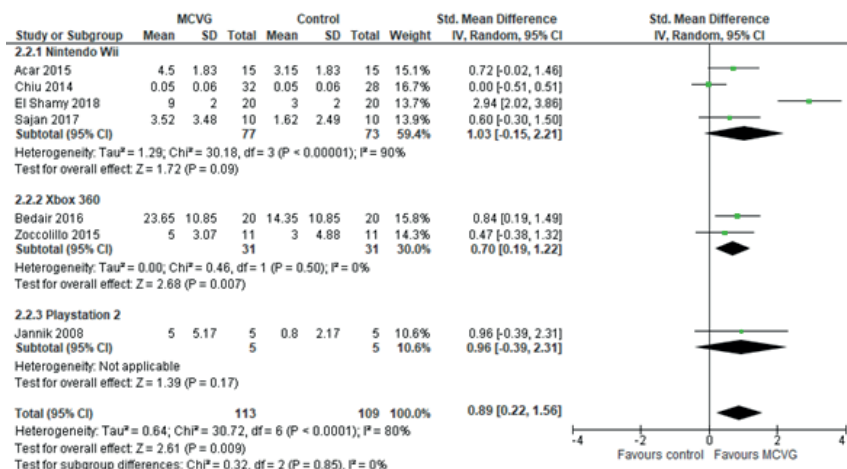 MCVG Control Std. Mean Difference Std. Mean Difference
Study or Subgroup Mean SD Total Mean SD Total Weight IV, Random, 95% CI IV, Random, 95% CI
2.2.1 Nintendo Wii
Acar 2015 4.5 1.83 15 3.15 1.83 15 15.1% 0.72 [-0.02, 1.46]
Chiu 2014 0.05 0.06 32 0.05 0.06 28 16.7% 0.00 [-0.51, 0.51]
El Shamy 2018 9 2 20 3 2 20 13.7% 2.94 [2.02, 3.86]
Sajan 2017 3.52 3.48 10 1.62 2.49 10 13.9% 0.60 [-0.30, 1.50]
Subtotal (95% CI) 77 73 59.4% 1.03 [-0.15, 2.21]
Heterogeneity: Tau² = 1.29; Chi² = 30.18, df = 3 (P < 0.00001); I² = 90%
Test for overall effect: Z = 1.72 (P = 0.09)
2.2.2 Xbox 360
Bedair 2016 23.65 10.85 20 14.35 10.85 20 15.8% 0.84 [0.19, 1.49]
Zoccolillo 2015 5 3.07 11 3 4.88 11 14.3% 0.47 [-0.38, 1.32]
Subtotal (95% CI) 31 31 30.0% 0.70 [0.19, 1.22]
Heterogeneity: Tau² = 0.00; Chi² = 0.46, df = 1 (P = 0.50); I² = 0%
Test for overall effect: Z = 2.68 (P = 0.007)
2.2.3 Playstation 2
Jannik 2008 5 5.17 5 0.8 2.17 5 10.6% 0.96 [-0.39, 2.31]
Subtotal (95% CI) 5 5 10.6% 0.96 [-0.39, 2.31]
Heterogeneity: Not applicable
Test for overall effect: Z = 1.39 (P = 0.17)
Total (95% CI) 113 109 100.0% 0.89 [0.22, 1.56]
Heterogeneity: Tau² = 0.64; Chi² = 30.72, df = 6 (P < 0.0001); I² = 80%
Test for overall effect: Z = 2.61 (P = 0.009)
Test for subgroup differences: Chi² = 0.32, df = 2 (P = 0.85), I² = 0%
-4 -2 0 2 4
Favours control Favours MCVG